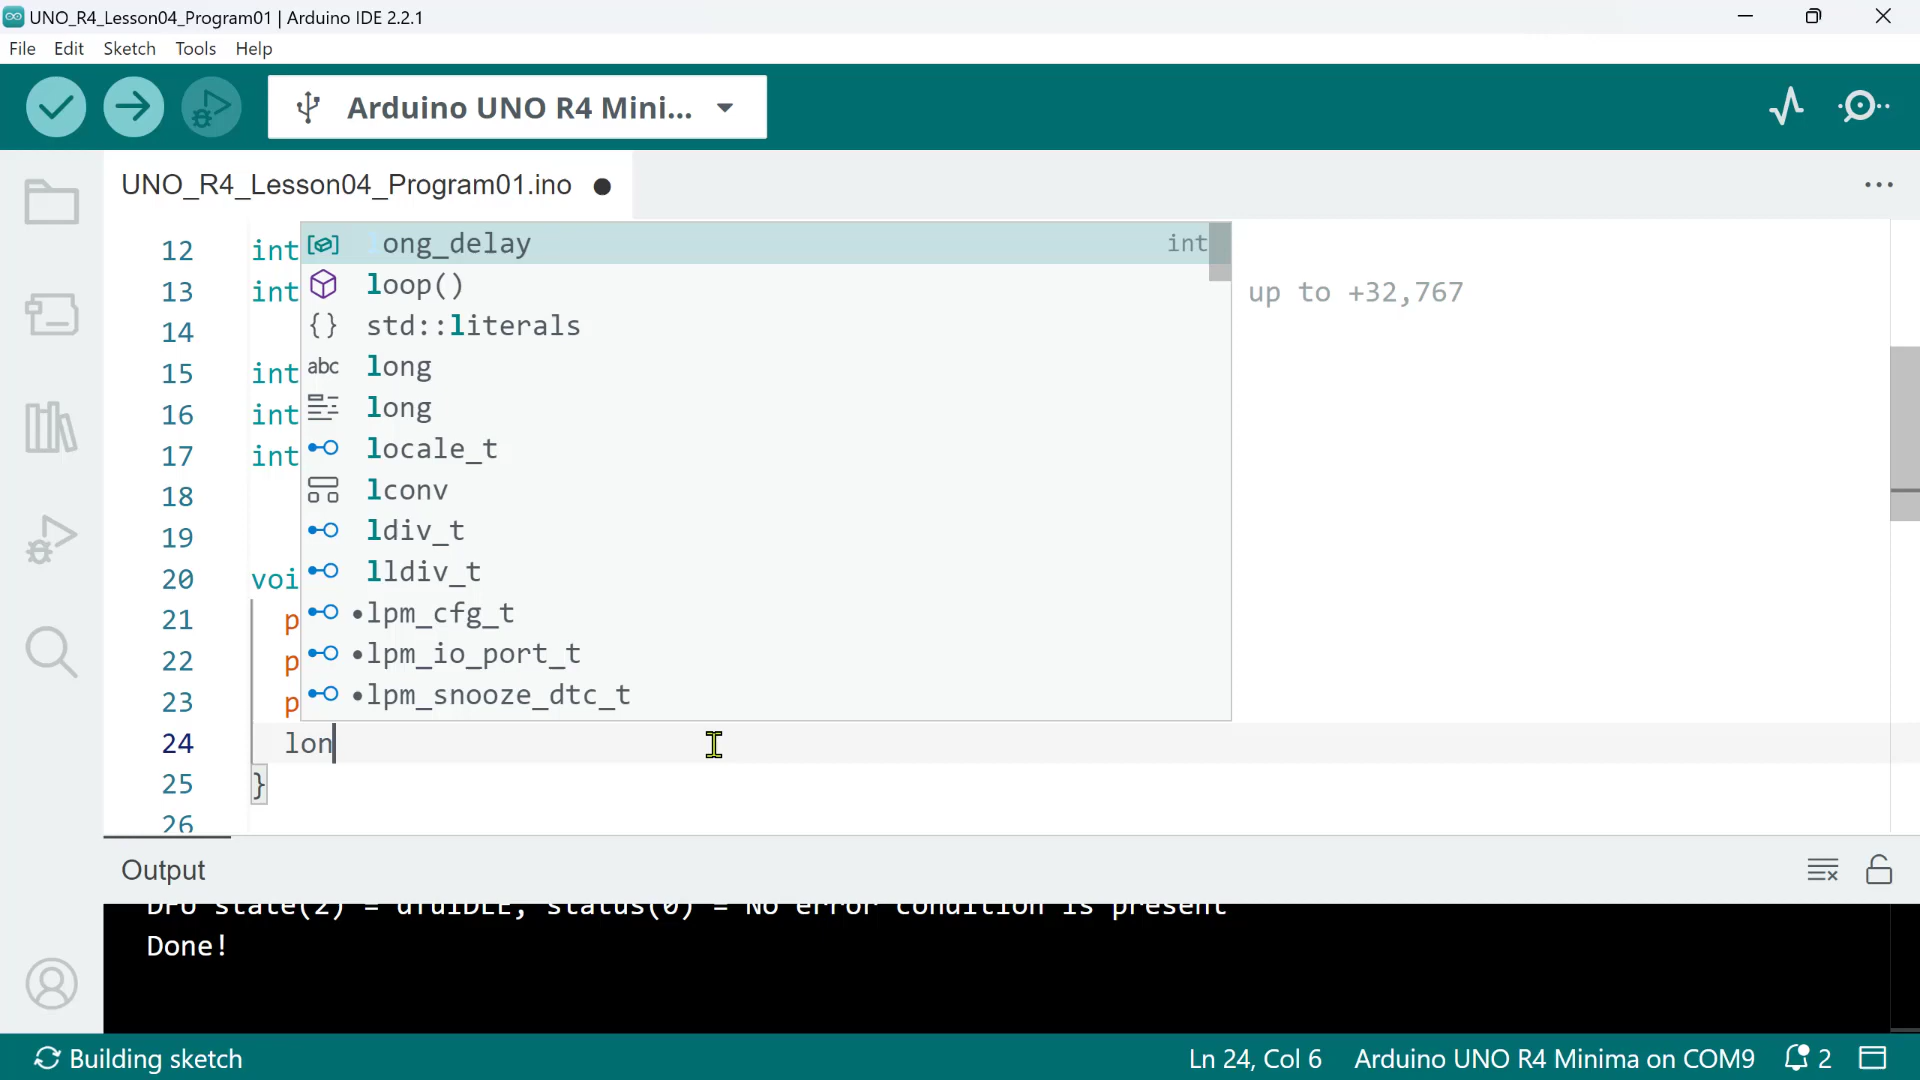 UNO_R4_Lesson04_Program01 | Arduino IDE 2.2.1
File Edit Sketch Tools Help
Arduino UNO R4 Mini...
UNO_R4_Lesson04_Program01.ino
12 int
13 int up to +32,767
14
15 int
16 int
17 int
18
19
20 voi
21 p
22 p
23 p
24 lon
25 }
26
long_delay int
loop()
{} std::literals
abc long
long
locale_t
lconv
ldiv_t
lldiv_t
•lpm_cfg_t
•lpm_io_port_t
•lpm_snooze_dtc_t
Output
DFU state(2) = dfuIDLE, status(0) = No error condition is present
Done!
Building sketch
Ln 24, Col 6 Arduino UNO R4 Minima on COM9 2